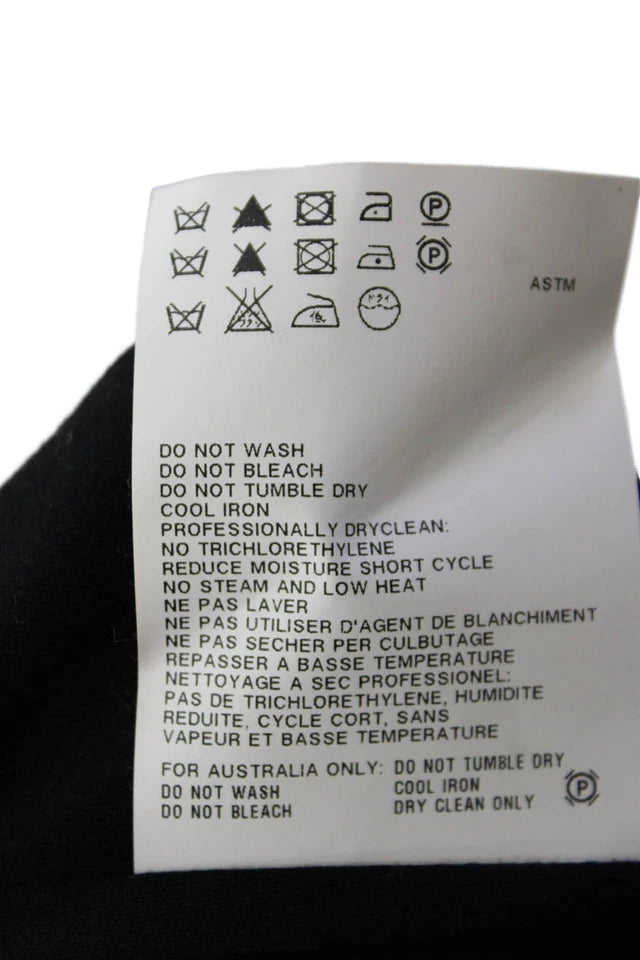 P
ASTM
P
ドライ
DO NOT WASH
DO NOT BLEACH
DO NOT TUMBLE DRY
COOL IRON
PROFESSIONALLY DRYCLEAN:
NO TRICHLORETHYLENE
REDUCE MOISTURE SHORT CYCLE
NO STEAM AND LOW HEAT
NE PAS LAVER
NE PAS UTILISER D'AGENT DE BLANCHIMENT
NE PAS SECHER PER CULBUTAGE
REPASSER A BASSE TEMPERATURE
NETTOYAGE A SEC PROFESSIONEL:
PAS DE TRICHLORETHYLENE, HUMIDITE
REDUITE, CYCLE CORT, SANS
VAPEUR ET BASSE TEMPERATURE
FOR AUSTRALIA ONLY: DO NOT TUMBLE DRY
DO NOT WASH COOL IRON P
DO NOT BLEACH DRY CLEAN ONLY